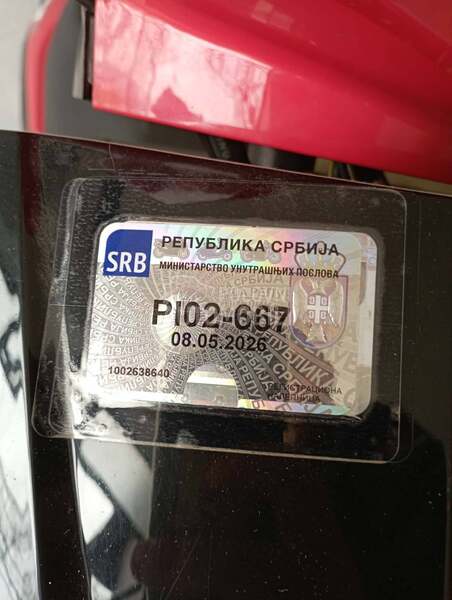 SRB
РЕПУБЛИКА СРБИЈА
МИНИСТАРСТВО УНУТРАШЊИХ ПОСЛОВА
PI02-667
08.05.2026
1002638640
РЕГИСТРАЦИОНА
НАЛЕПНИЦА